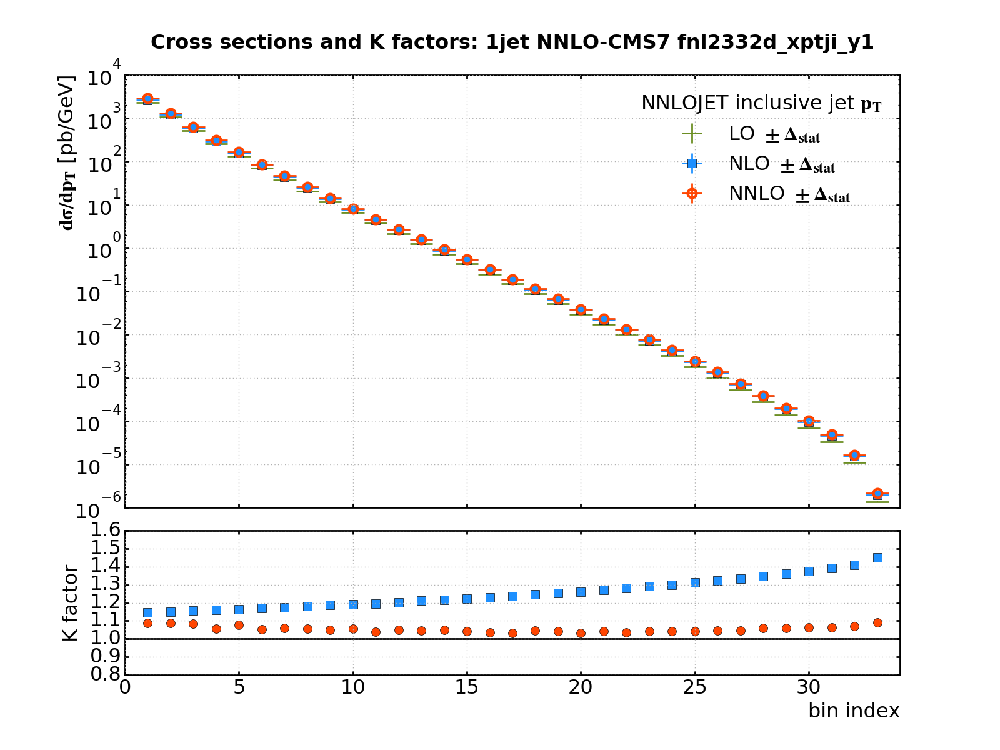 Cross sections and K factors: 1jet NNLO-CMS7 fnl2332d_xptji_y1
dσ/dp_T [pb/GeV]
10^4
10^3
10^2
10^1
10^0
10^−1
10^−2
10^−3
10^−4
10^−5
10^−6
NNLOJET inclusive jet p_T
LO ± Δ_stat
NLO ± Δ_stat
NNLO ± Δ_stat
K factor
1.6
1.5
1.4
1.3
1.2
1.1
1.0
0.9
0.8
0 5 10 15 20 25 30
bin index